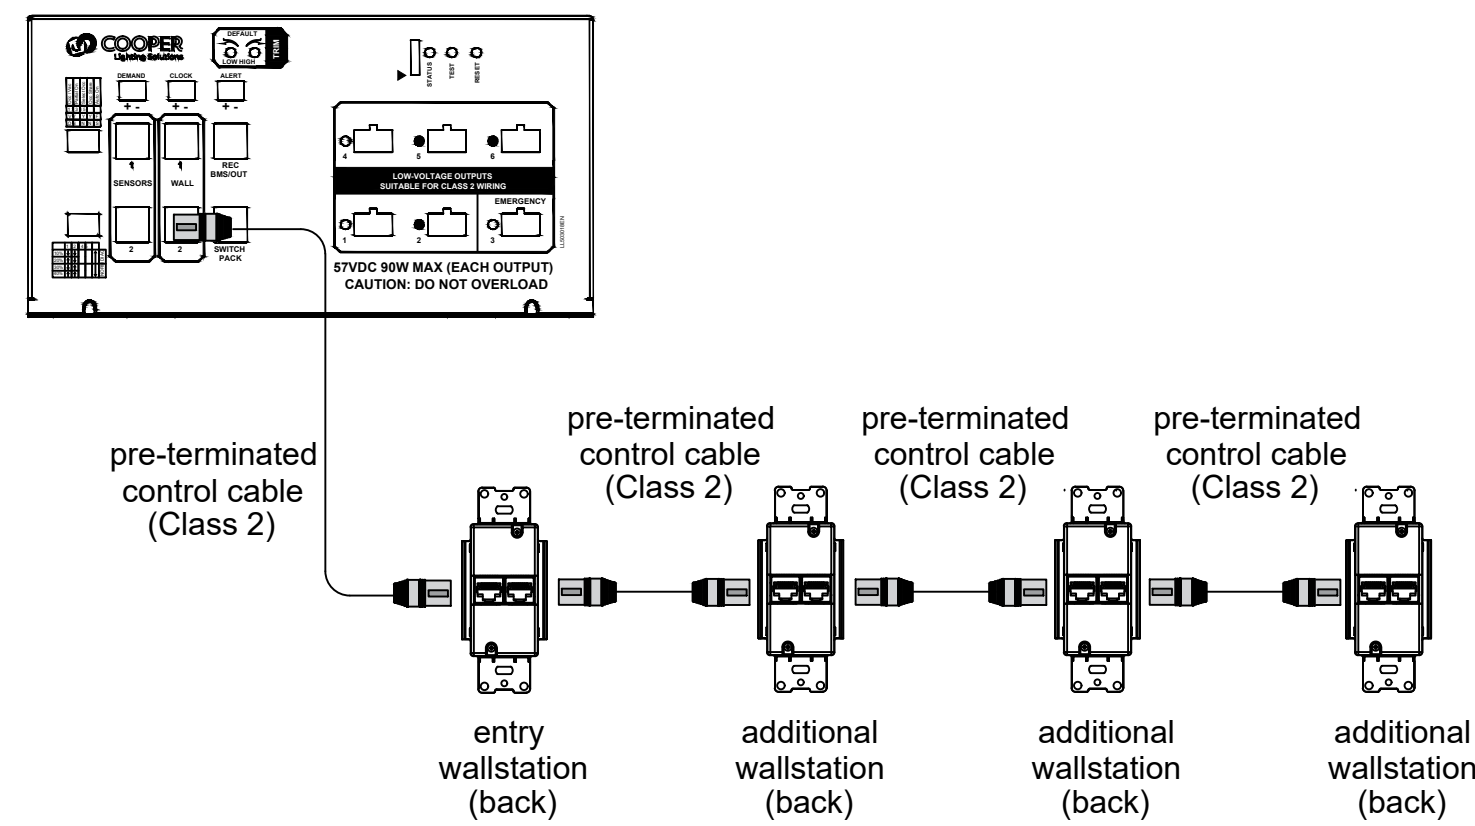 COOPER
Lighting Solutions
DEFAULT
LOW HIGH
TRIM
STATUS
TEST
RESET
DEMAND
CLOCK
ALERT
+ -
+ -
+ -
SENSORS
WALL
REC
BMS/OUT
2
2
SWITCH
PACK
4
5
6
LOW-VOLTAGE OUTPUTS
SUITABLE FOR CLASS 2 WIRING
EMERGENCY
1
2
3
57VDC 90W MAX (EACH OUTPUT)
CAUTION: DO NOT OVERLOAD
pre-terminated
control cable
(Class 2)
pre-terminated
control cable
(Class 2)
pre-terminated
control cable
(Class 2)
pre-terminated
control cable
(Class 2)
entry
wallstation
(back)
additional
wallstation
(back)
additional
wallstation
(back)
additional
wallstation
(back)